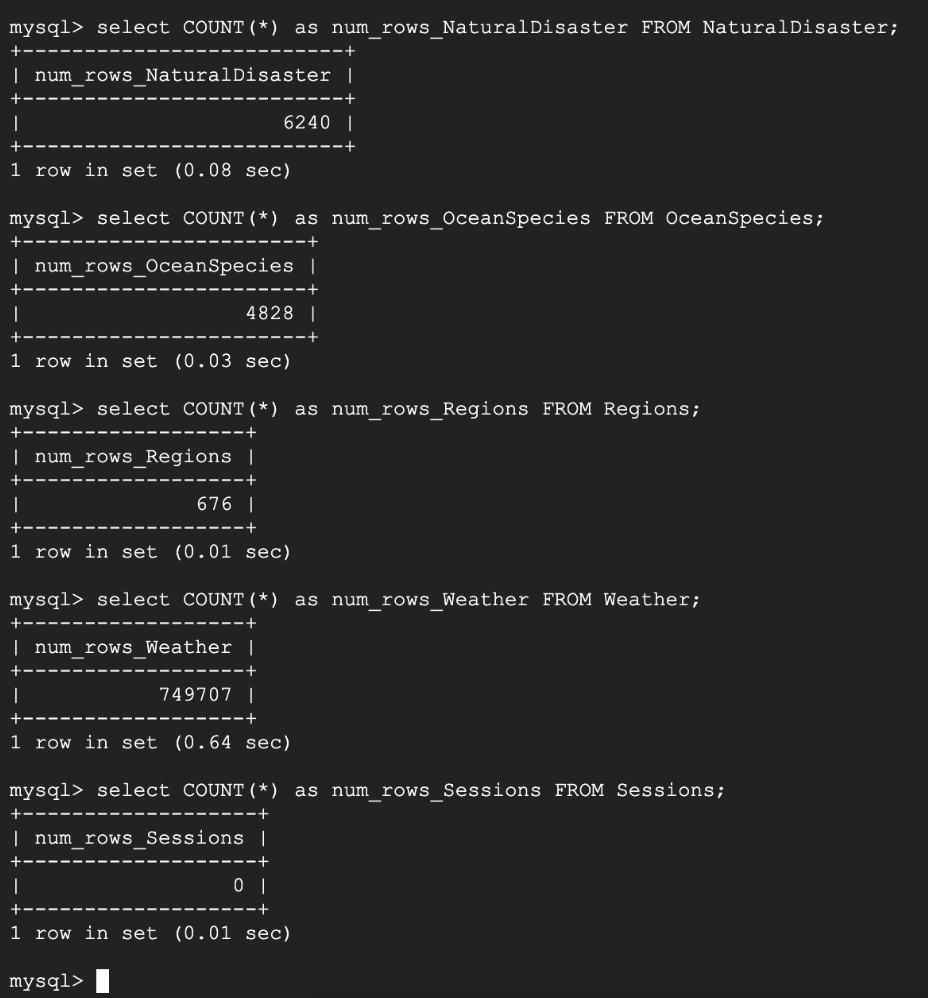 mysql> select COUNT(*) as num_rows_NaturalDisaster FROM NaturalDisaster;
+--------------------------+
| num_rows_NaturalDisaster |
+--------------------------+
|                     6240 |
+--------------------------+
1 row in set (0.08 sec)

mysql> select COUNT(*) as num_rows_OceanSpecies FROM OceanSpecies;
+-----------------------+
| num_rows_OceanSpecies |
+-----------------------+
|                  4828 |
+-----------------------+
1 row in set (0.03 sec)

mysql> select COUNT(*) as num_rows_Regions FROM Regions;
+------------------+
| num_rows_Regions |
+------------------+
|              676 |
+------------------+
1 row in set (0.01 sec)

mysql> select COUNT(*) as num_rows_Weather FROM Weather;
+------------------+
| num_rows_Weather |
+------------------+
|           749707 |
+------------------+
1 row in set (0.64 sec)

mysql> select COUNT(*) as num_rows_Sessions FROM Sessions;
+-------------------+
| num_rows_Sessions |
+-------------------+
|                 0 |
+-------------------+
1 row in set (0.01 sec)

mysql>